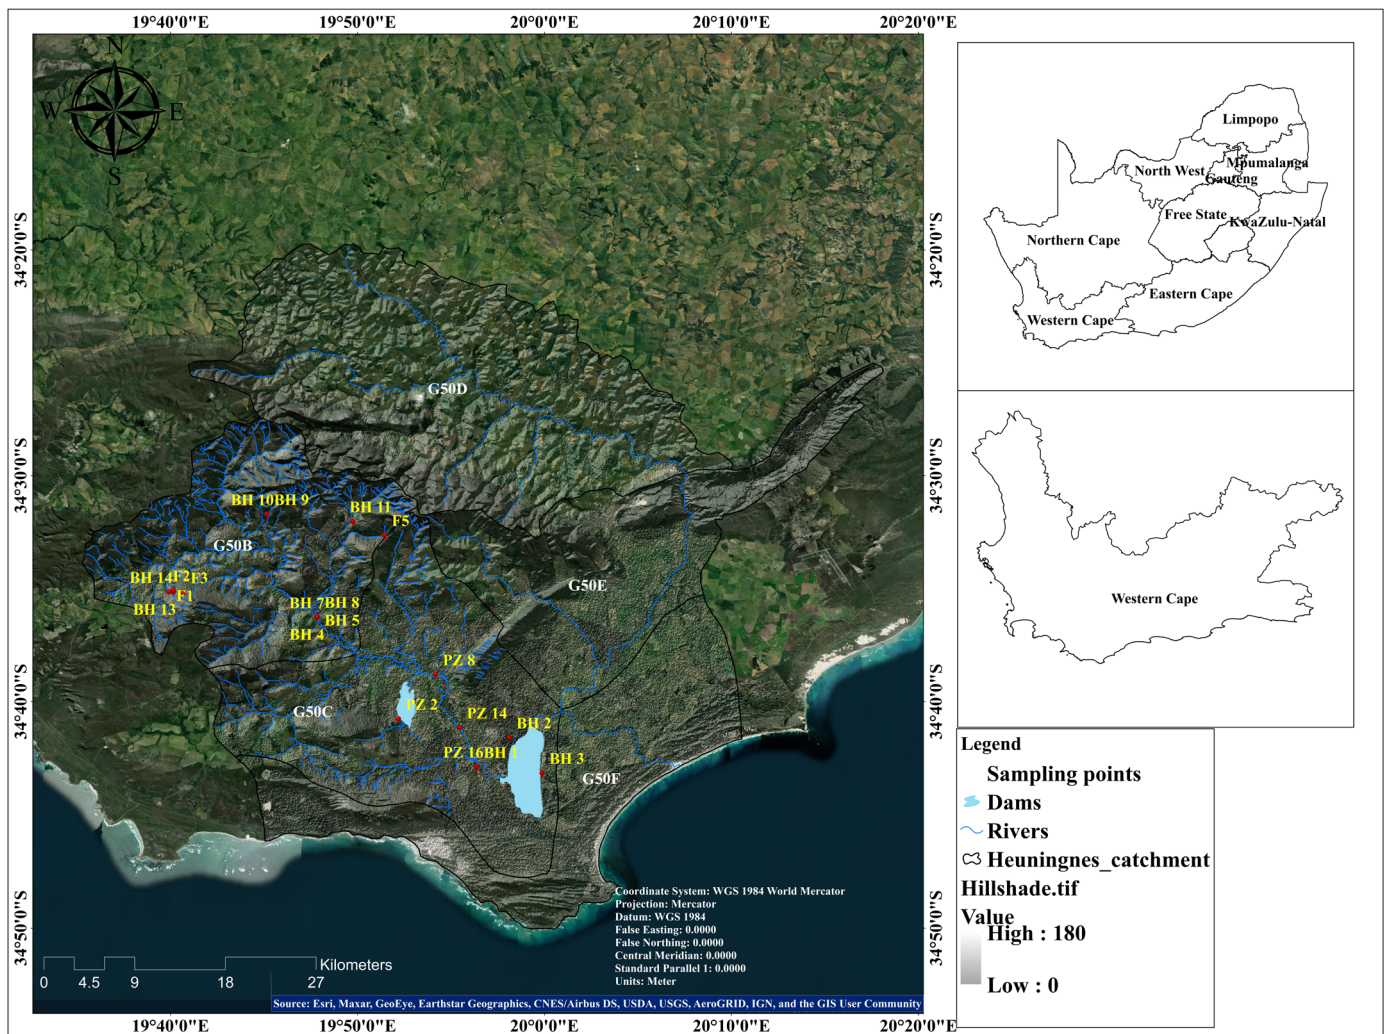 19°40'0"E 19°50'0"E 20°0'0"E 20°10'0"E 20°20'0"E
N
W E
S
34°20'0"S
34°30'0"S
34°40'0"S
34°50'0"S
34°20'0"S
34°30'0"S
34°40'0"S
34°50'0"S
G50D
BH 10BH 9
BH 11
F5
G50B
BH 14F2F3
F1
BH 13
G50E
BH 7BH 8
BH 5
BH 4
PZ 8
PZ 2
G50C
PZ 14
BH 2
PZ 16BH 1
BH 3
G50F
Coordinate System: WGS 1984 World Mercator
Projection: Mercator
Datum: WGS 1984
False Easting: 0.0000
False Northing: 0.0000
Central Meridian: 0.0000
Standard Parallel 1: 0.0000
Units: Meter
Kilometers
0 4.5 9 18 27
Source: Esri, Maxar, GeoEye, Earthstar Geographics, CNES/Airbus DS, USDA, USGS, AeroGRID, IGN, and the GIS User Community
19°40'0"E 19°50'0"E 20°0'0"E 20°10'0"E 20°20'0"E
Limpopo
Mpumalanga
North West
Gauteng
Free State
KwaZulu-Natal
Northern Cape
Eastern Cape
Western Cape
Western Cape
Legend
Sampling points
Dams
Rivers
Heuningnes_catchment
Hillshade.tif
Value
High : 180
Low : 0